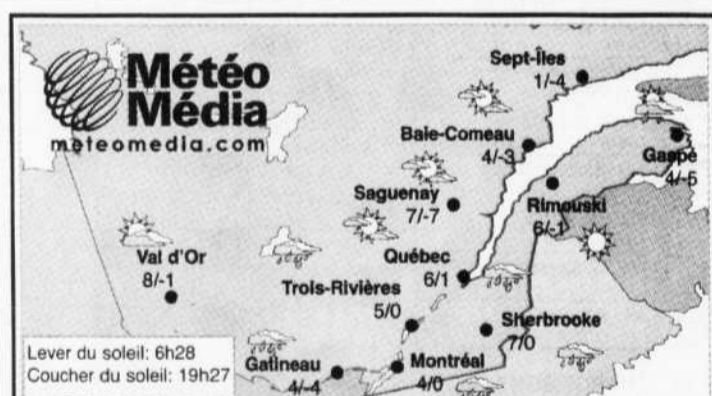 Météo
Média
meteomedia.com
Sept-Îles
1/-4
Baie-Comeau
4/-3
Gaspé
4/-5
Saguenay
7/-7
Rimouski
6/-1
Val d'Or
8/-1
Québec
6/1
Trois-Rivières
5/0
Sherbrooke
7/0
Lever du soleil: 6h28
Coucher du soleil: 19h27
Gatineau
4/-4
Montréal
4/0